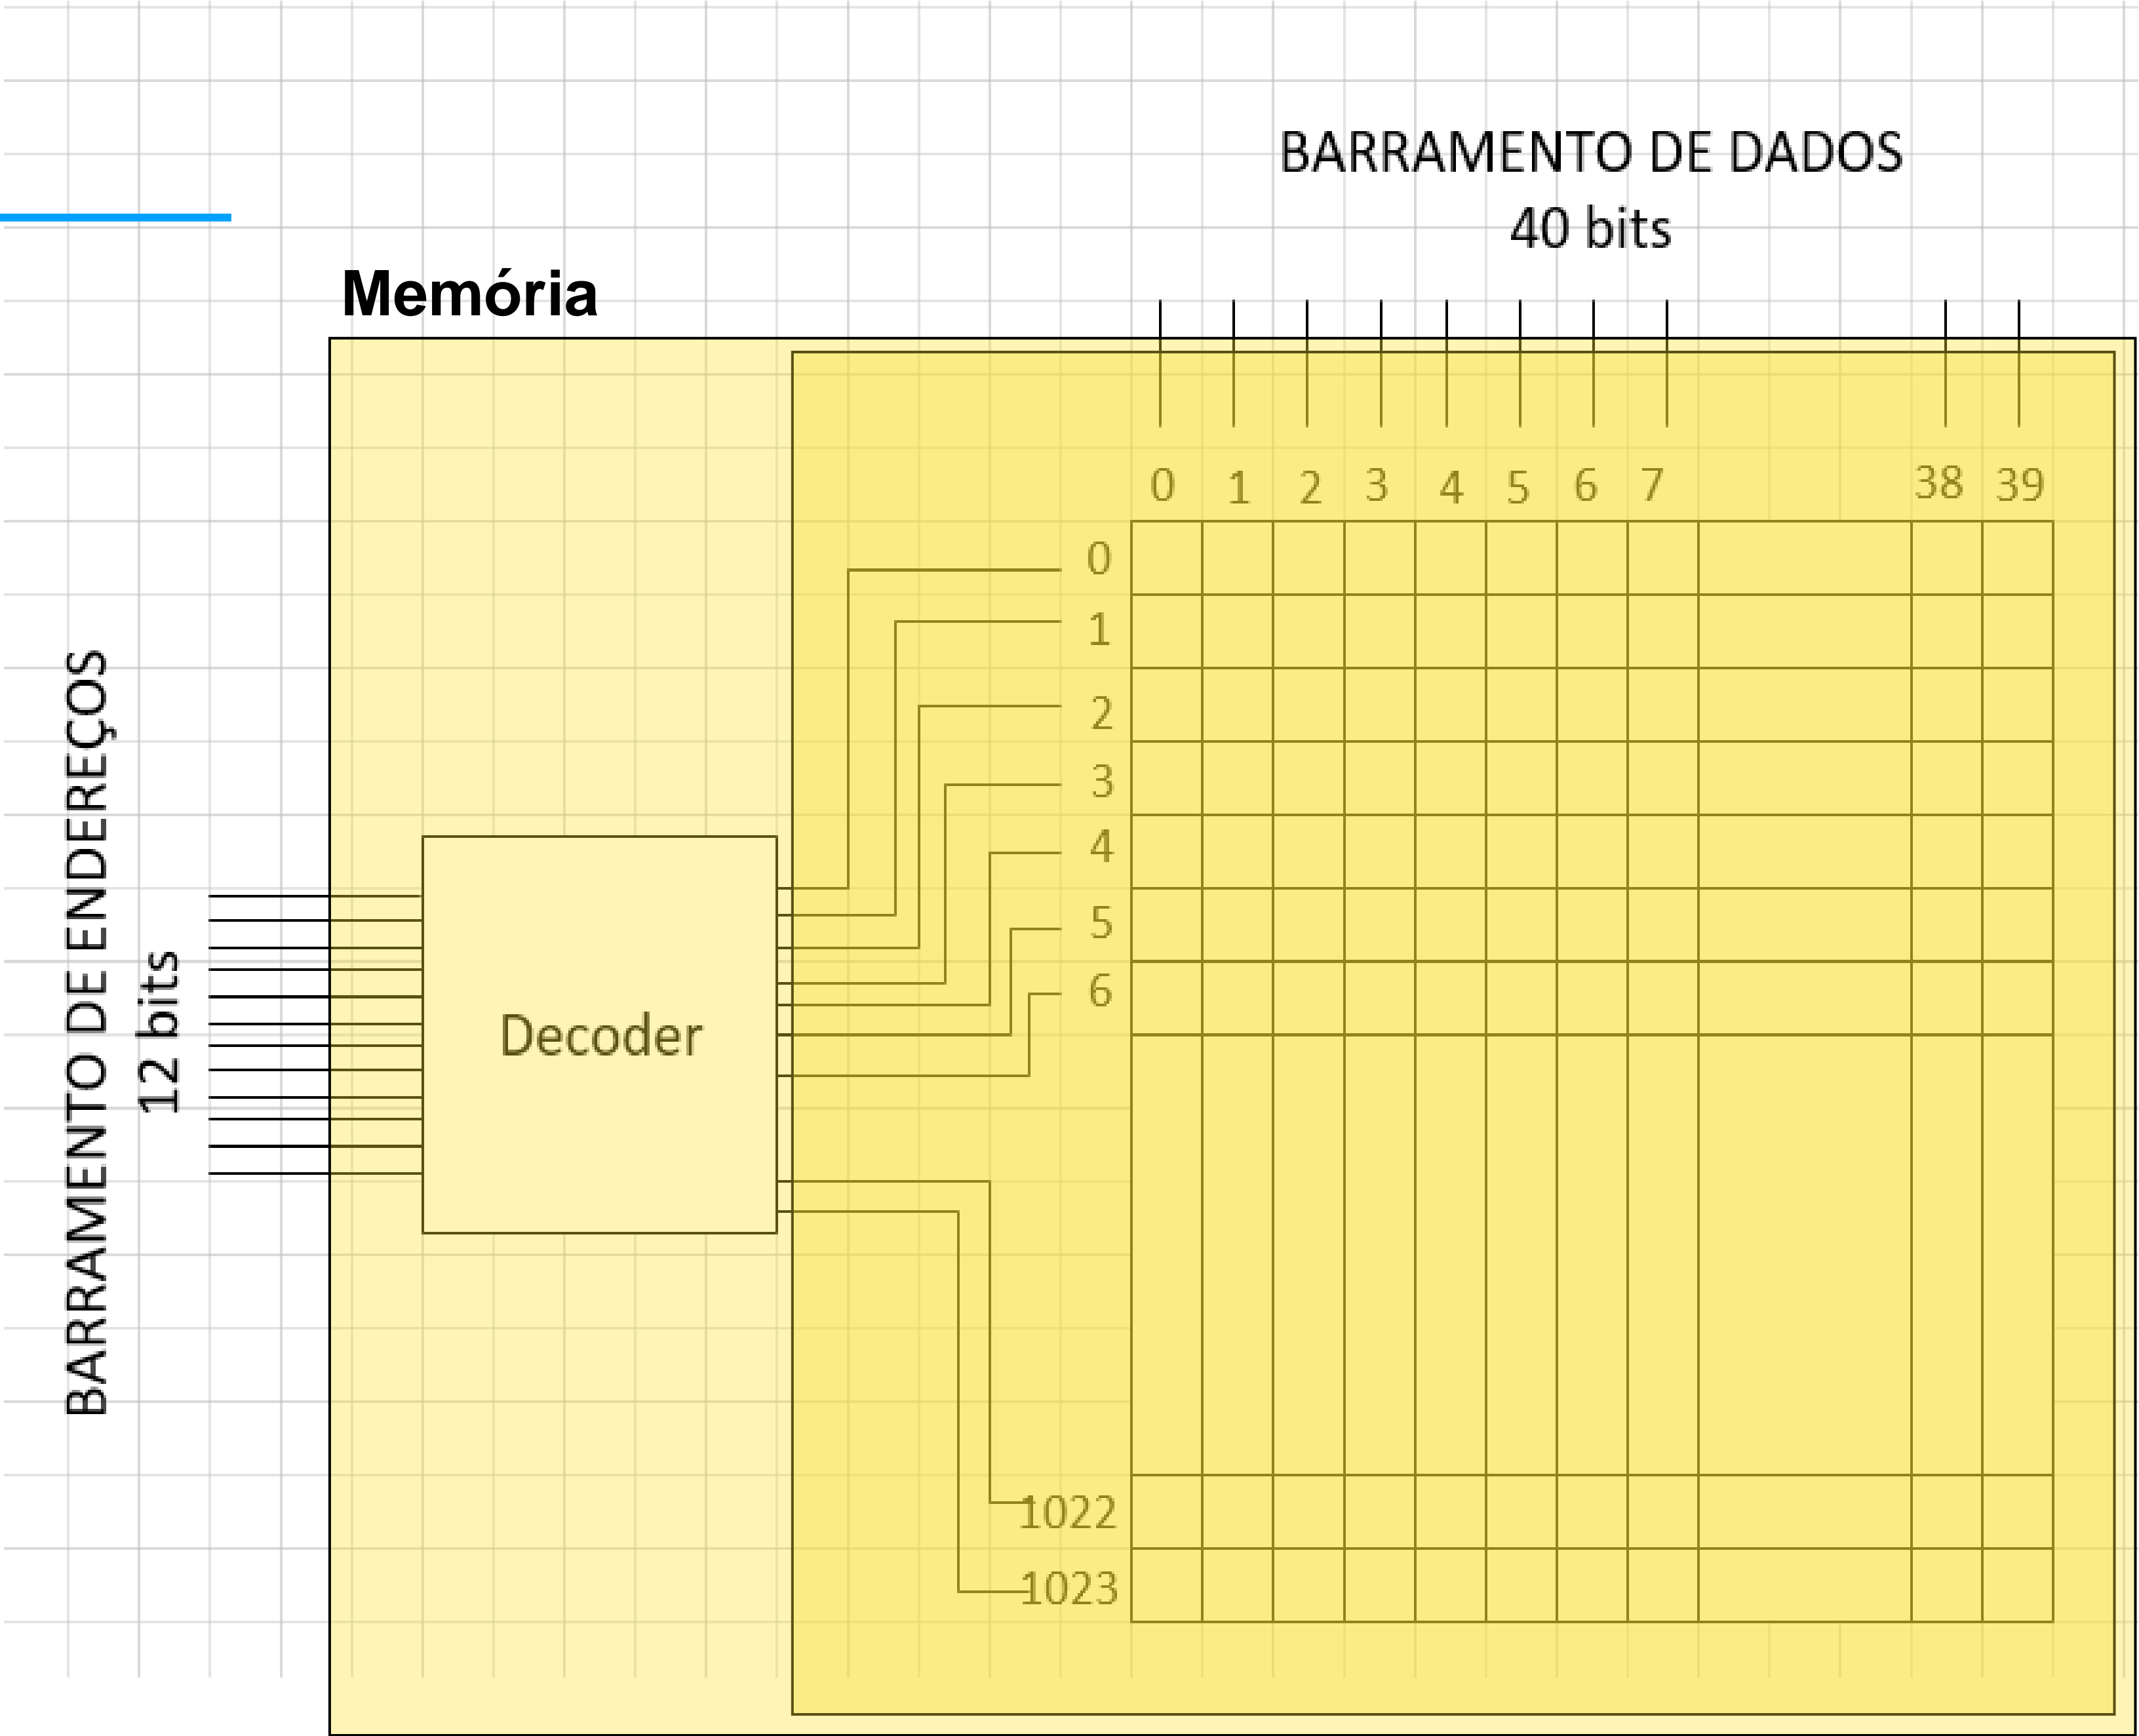 BARRAMENTO DE DADOS
40 bits
Memória
0 1 2 3 4 5 6 7 38 39
0
1
2
3
4
5
6
1022
1023
Decoder
BARRAMENTO DE ENDEREÇOS
12 bits